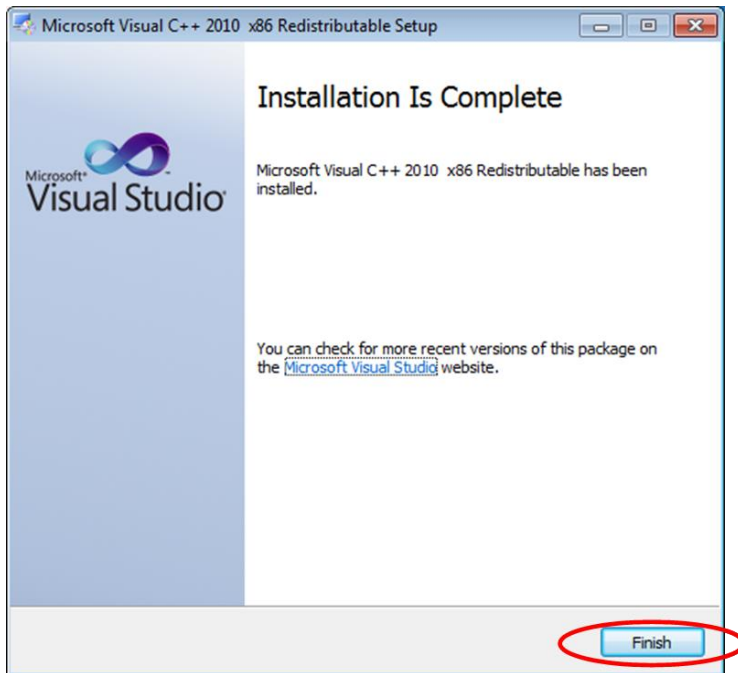 Microsoft Visual C++ 2010 x86 Redistributable Setup
Installation Is Complete
Microsoft
Visual Studio
Microsoft Visual C++ 2010 x86 Redistributable has been
installed.
You can check for more recent versions of this package on
the Microsoft Visual Studio website.
Finish